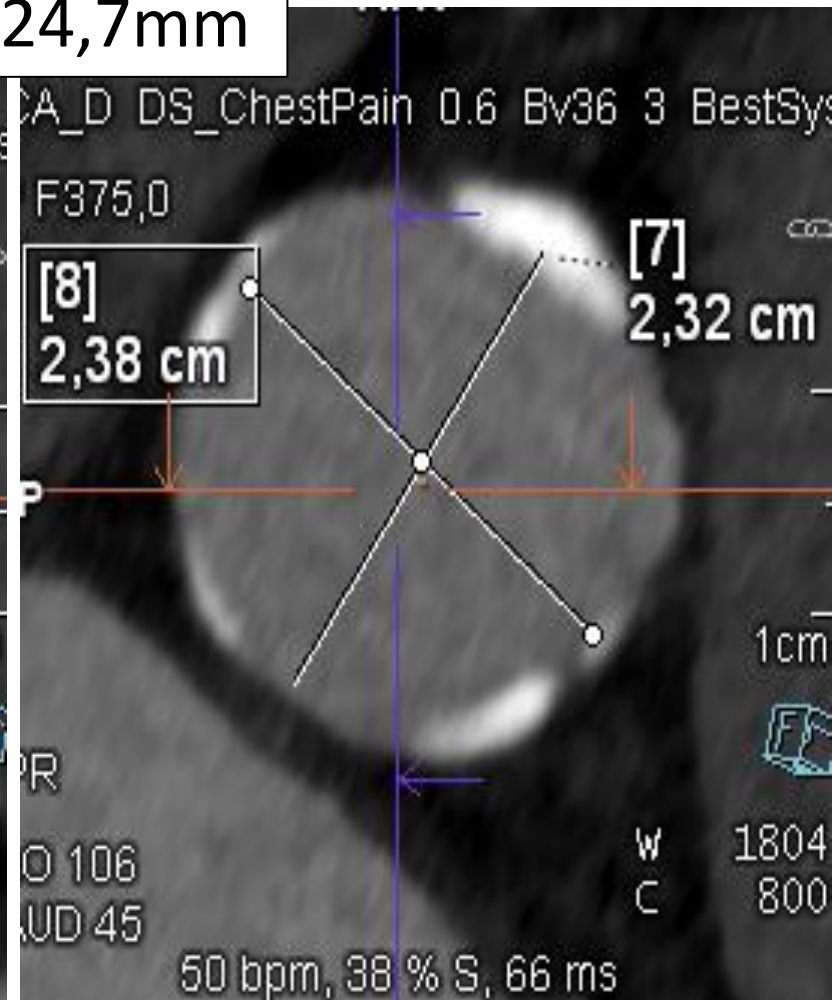 24,7mm
CA_D DS_ChestPain 0.6 Bv36 3 BestSys
F375,0
[7]
2,32 cm
[8]
2,38 cm
P
1cm
PR
O 106
AUD 45
W 1804
C 800
50 bpm, 38 % S, 66 ms